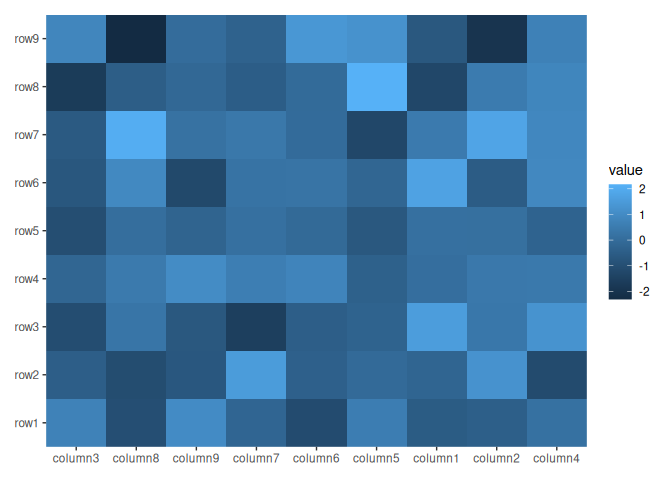 row9
row8
row7
row6
row5
row4
row3
row2
row1
column3 column8 column9 column7 column6 column5 column1 column2 column4
value
2
1
0
-1
-2